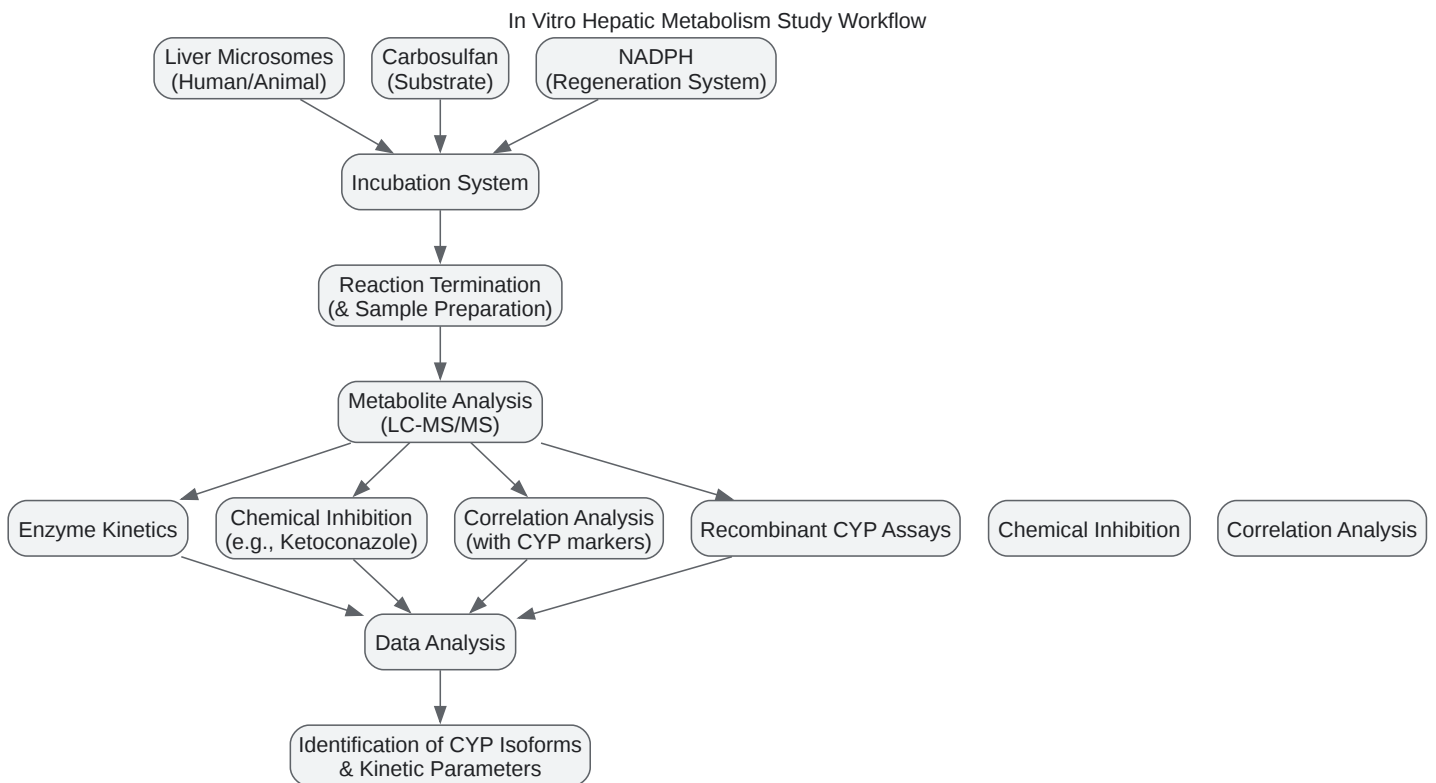 In Vitro Hepatic Metabolism Study Workflow
Liver Microsomes
(Human/Animal)
Carbosulfan
(Substrate)
NADPH
(Regeneration System)
Incubation System
Reaction Termination
(& Sample Preparation)
Metabolite Analysis
(LC-MS/MS)
Enzyme Kinetics
Chemical Inhibition
(e.g., Ketoconazole)
Correlation Analysis
(with CYP markers)
Recombinant CYP Assays
Chemical Inhibition
Correlation Analysis
Data Analysis
Identification of CYP Isoforms
& Kinetic Parameters